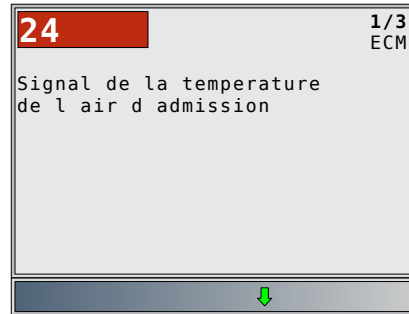 24
1/3
ECM
Signal de la temperature
de l air d admission